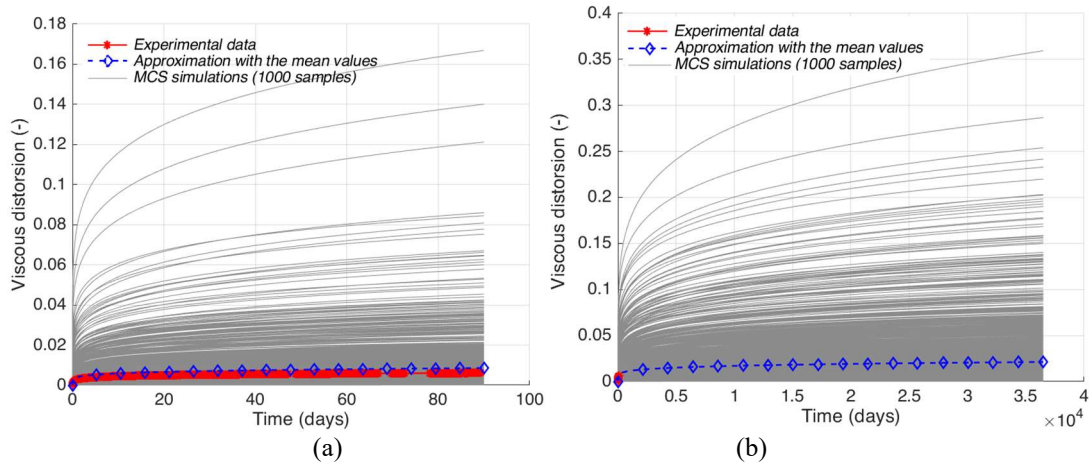 0.18
0.16
0.14
0.12
0.1
0.08
0.06
0.04
0.02
0
Viscous distorsion (-)
Experimental data
Approximation with the mean values
MCS simulations (1000 samples)
0 20 40 60 80 100
Time (days)
(a)
0.4
0.35
0.3
0.25
0.2
0.15
0.1
0.05
0
Viscous distorsion (-)
Experimental data
Approximation with the mean values
MCS simulations (1000 samples)
0 0.5 1 1.5 2 2.5 3 3.5 4
×10⁴
Time (days)
(b)